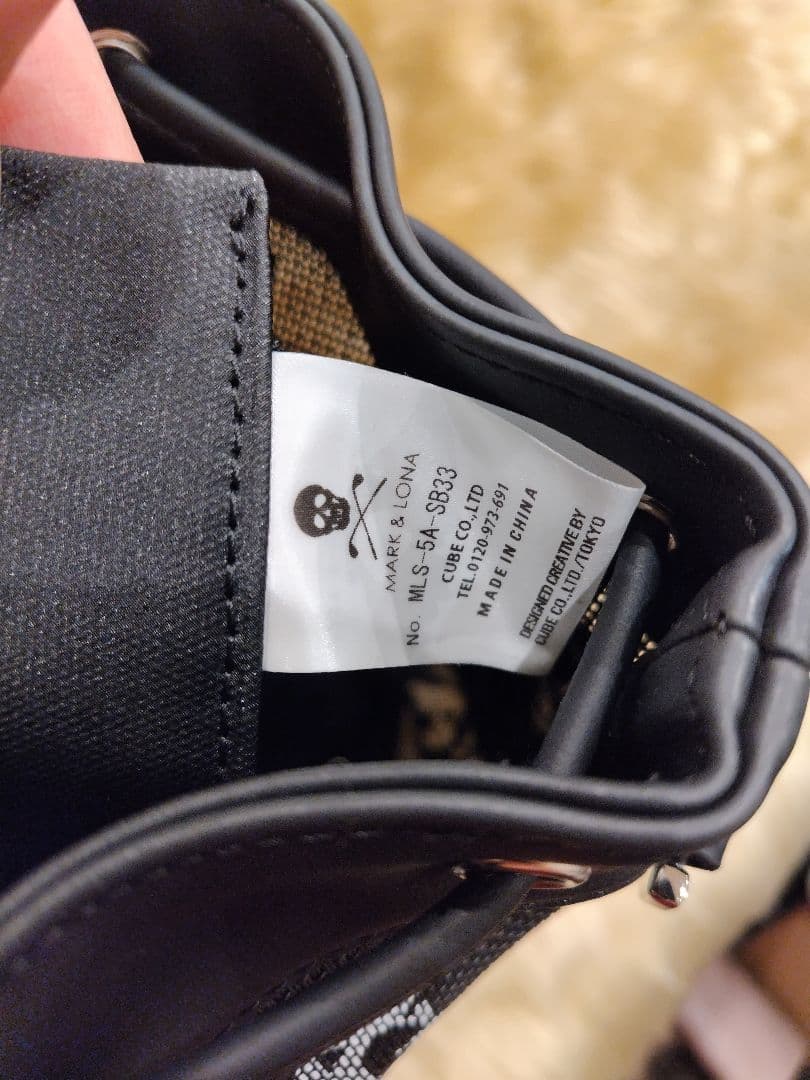 MARK & LONA
No. MLS-5A-SB33
CUBE CO.,LTD
TEL.0120-973-691
MADE IN CHINA
DESIGNED CREATIVE BY
CUBE CO.,LTD./TOKYO